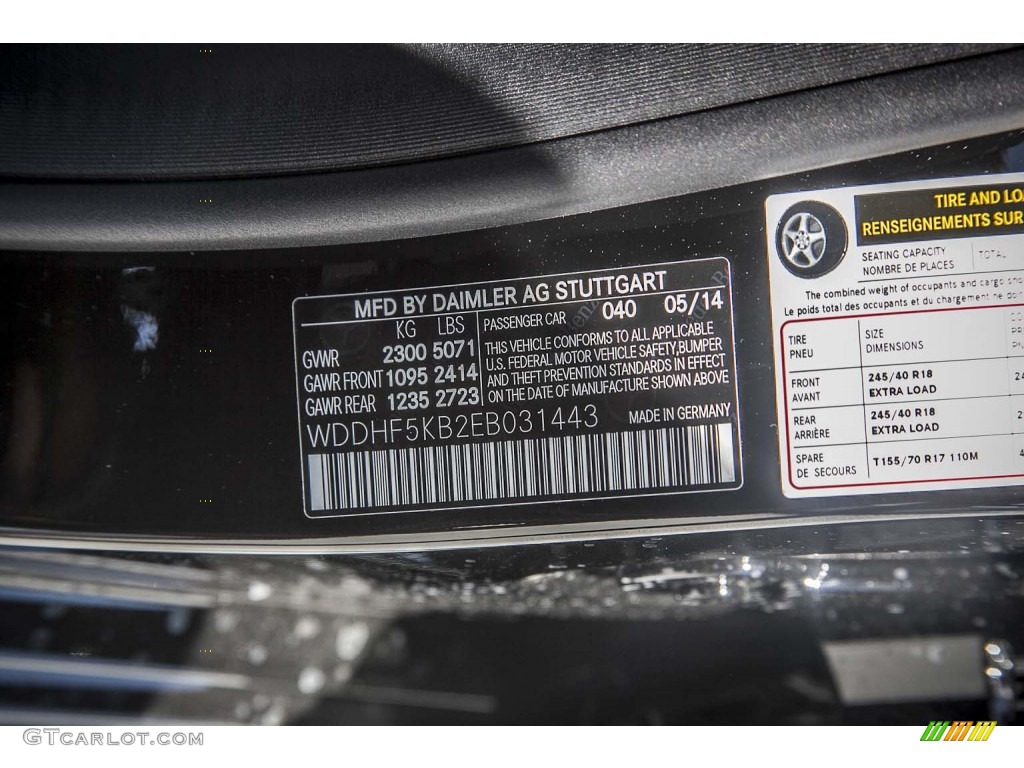 MFD BY DAIMLER AG STUTTGART
KG LBS
GVWR 2300 5071
GAWR FRONT 1095 2414
GAWR REAR 1235 2723
PASSENGER CAR 040 05/14
THIS VEHICLE CONFORMS TO ALL APPLICABLE
U.S. FEDERAL MOTOR VEHICLE SAFETY, BUMPER
AND THEFT PREVENTION STANDARDS IN EFFECT
ON THE DATE OF MANUFACTURE SHOWN ABOVE
WDDHF5KB2EB031443 MADE IN GERMANY
TIRE AND
RENSEIGNEMENTS SUR
SEATING CAPACITY TOTAL
NOMBRE DE PLACES
The combined weight of occupants and cargo
Le poids total des occupants et du chargement ne
TIRE SIZE
PNEU DIMENSIONS
FRONT 245/40 R18
AVANT EXTRA LOAD
REAR 245/40 R18
ARRIÈRE EXTRA LOAD
SPARE T155/70 R17 110M
DE SECOURS
GTcarlot.com